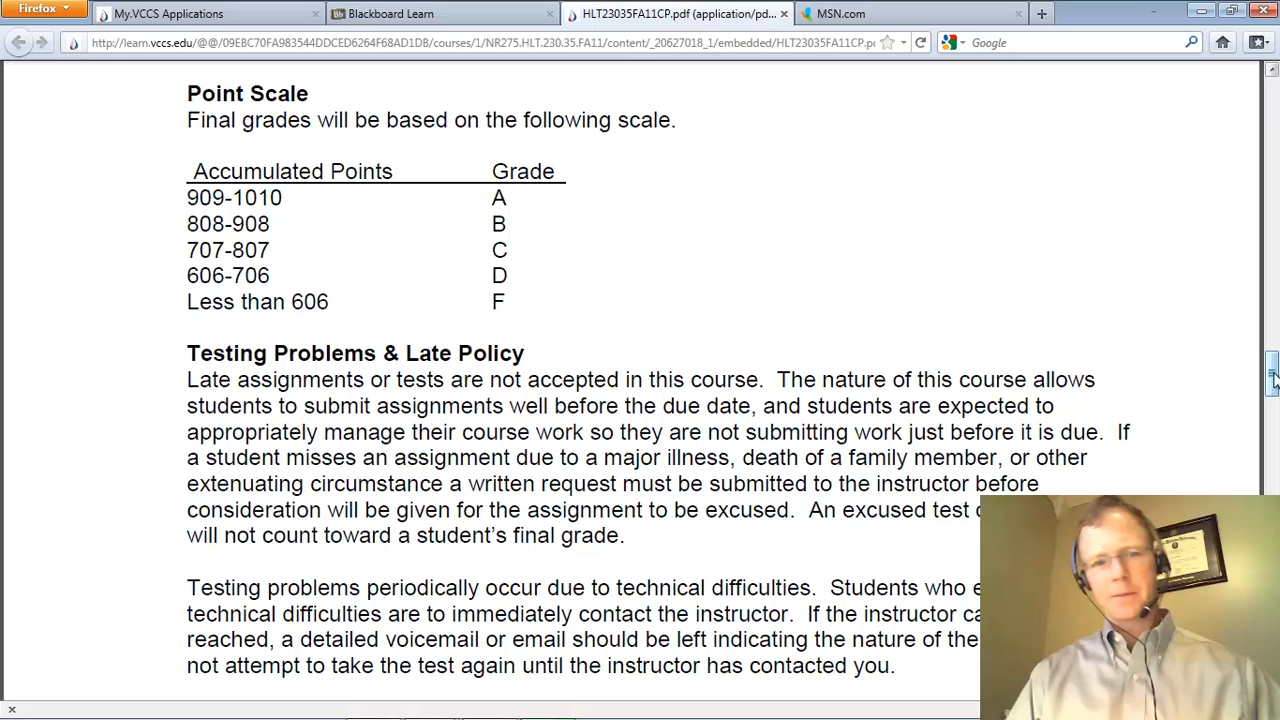 Firefox
My.VCCS Applications
Blackboard Learn
HLT23035FA11CP.pdf (application/pd...
MSN.com
http://learn.vccs.edu/@@/09EBC70FA983544DDCED6264F68AD1DB/courses/1/NR275.HLT.230.35.FA11/content/_20627018_1/embedded/HLT23035FA11CP.pdf
Google
Point Scale
Final grades will be based on the following scale.
Accumulated Points Grade
909-1010 A
808-908 B
707-807 C
606-706 D
Less than 606 F
Testing Problems & Late Policy
Late assignments or tests are not accepted in this course. The nature of this course allows
students to submit assignments well before the due date, and students are expected to
appropriately manage their course work so they are not submitting work just before it is due. If
a student misses an assignment due to a major illness, death of a family member, or other
extenuating circumstance a written request must be submitted to the instructor before
consideration will be given for the assignment to be excused. An excused test
will not count toward a student's final grade.
Testing problems periodically occur due to technical difficulties. Students who
technical difficulties are to immediately contact the instructor. If the instructor
reached, a detailed voicemail or email should be left indicating the nature of the
not attempt to take the test again until the instructor has contacted you.